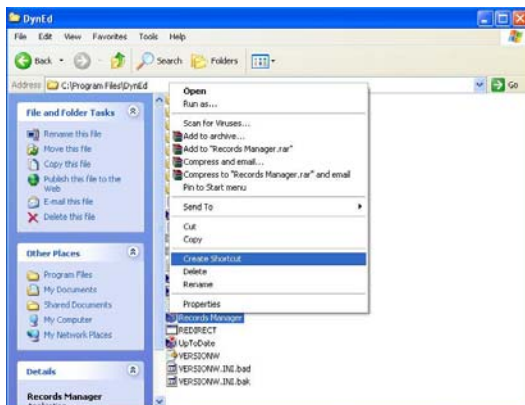 DynEd
File Edit View Favorites Tools Help
Back Search Folders
Address C:\Program Files\DynEd Go
File and Folder Tasks
Rename this file
Move this file
Copy this file
Publish this file to the
Web
E-mail this file
Delete this file
Other Places
Program Files
My Documents
Shared Documents
My Computer
My Network Places
Details
Records Manager
Open
Run as...
Scan for Viruses...
Add to archive...
Add to "Records Manager.rar"
Compress and email...
Compress to "Records Manager.rar" and email
Pin to Start menu
Send To
Cut
Copy
Create Shortcut
Delete
Rename
Properties
Records Manager
REDIRECT
UpToDate
VERSIONW
VERSIONW.INI.bad
VERSIONW.INI.bak